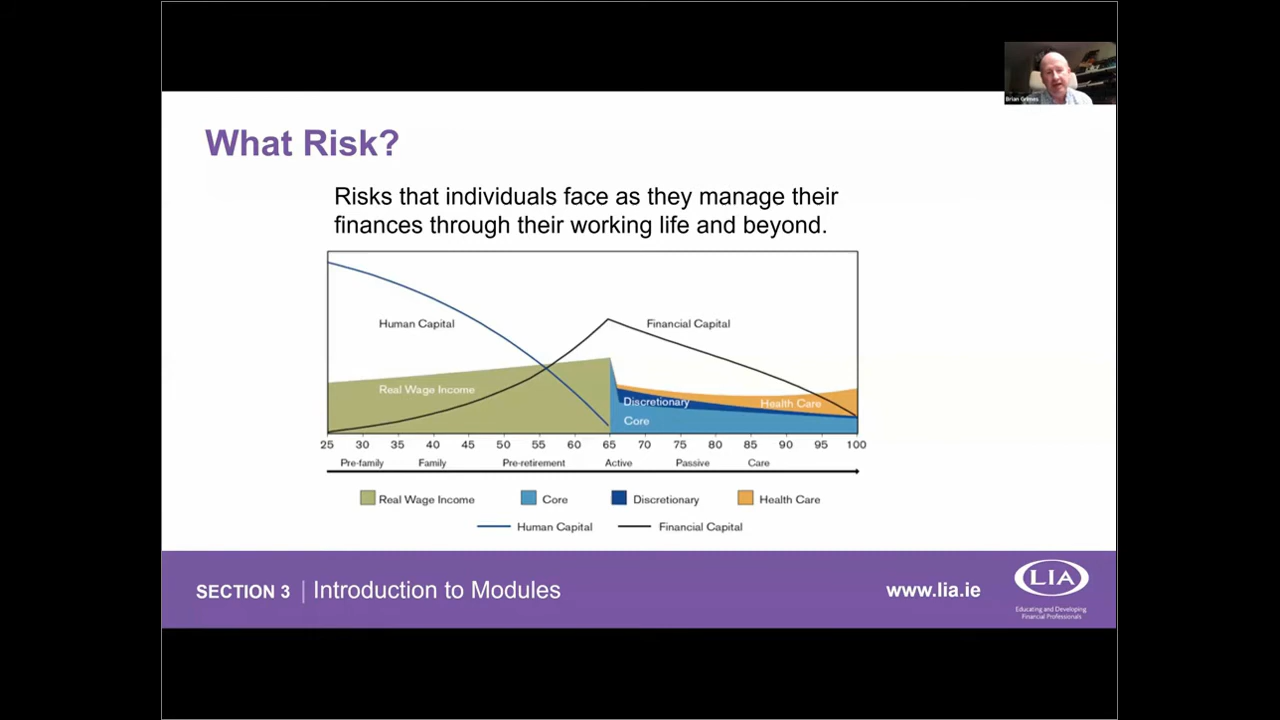 Brian Grimes
What Risk?
Risks that individuals face as they manage their
finances through their working life and beyond.
Human Capital
Financial Capital
Real Wage Income
Discretionary
Health Care
Core
25 30 35 40 45 50 55 60 65 70 75 80 85 90 95 100
Pre-family Family Pre-retirement Active Passive Care
Real Wage Income Core Discretionary Health Care
Human Capital Financial Capital
SECTION 3 Introduction to Modules
www.lia.ie
LIA
Educating and Developing
Financial Professionals